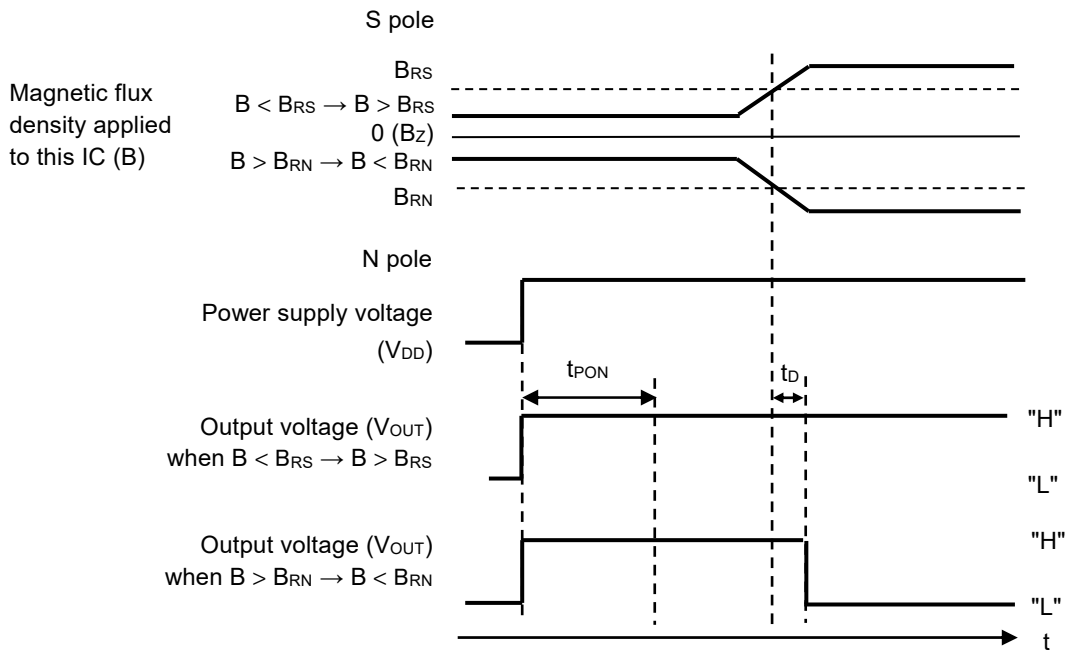 S pole
Magnetic flux
density applied
to this IC (B)
BRS
B < BRS → B > BRS
0 (BZ)
B > BRN → B < BRN
BRN
N pole
Power supply voltage
(VDD)
tPON
tD
Output voltage (VOUT)
when B < BRS → B > BRS
"H"
"L"
Output voltage (VOUT)
when B > BRN → B < BRN
"H"
"L"
t